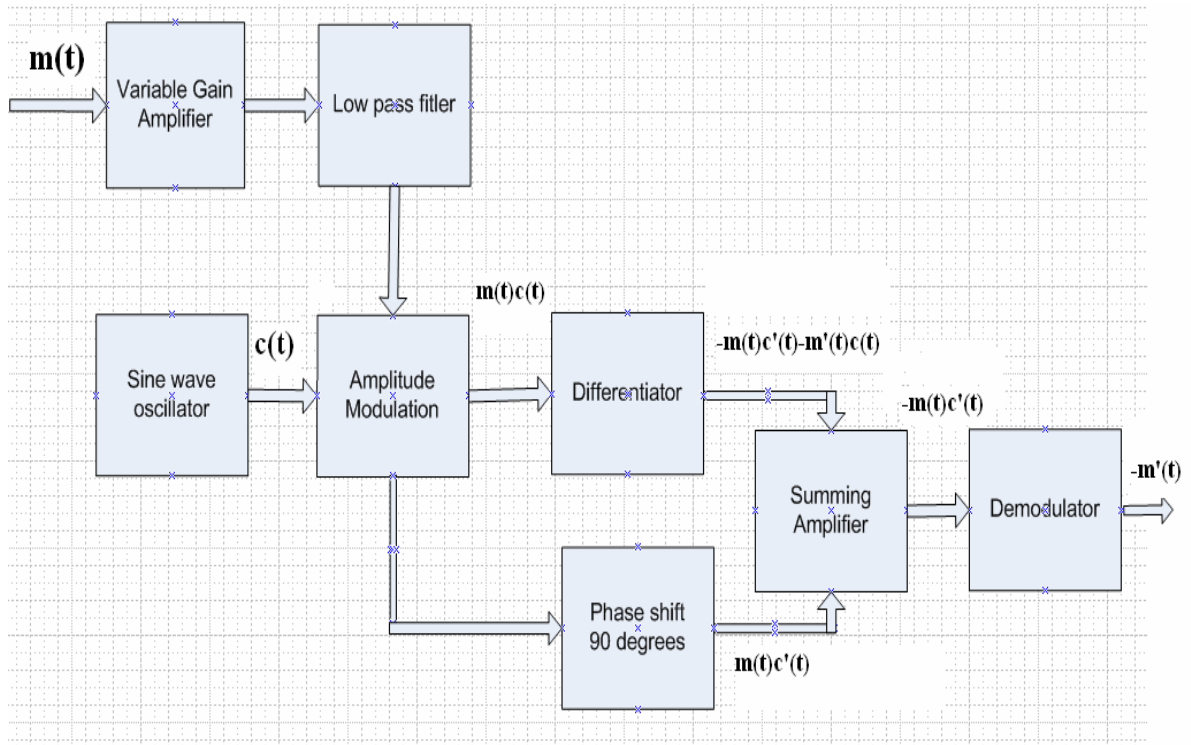 m(t)
Variable Gain
Amplifier
Low pass fitler
c(t)
m(t)c(t)
-m(t)c'(t)-m'(t)c(t)
Sine wave
oscillator
Amplitude
Modulation
Differentiator
-m(t)c'(t)
-m'(t)
Summing
Amplifier
Demodulator
Phase shift
90 degrees
m(t)c'(t)